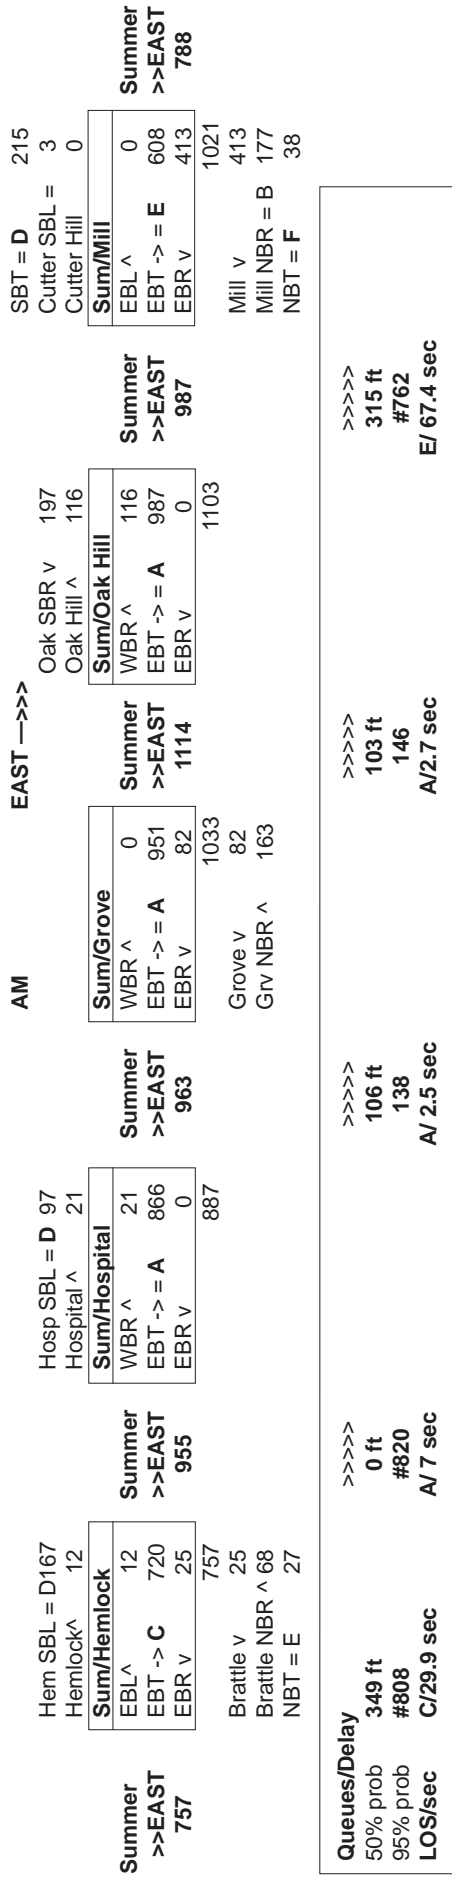 AM EAST —>>>
Summer
>>EAST
757
Hem SBL = D167
Hemlock^ 12
Sum/Hemlock
EBL^ 12
EBT -> C 720
EBR v 25
757
Brattle v 25
Brattle NBR ^ 68
NBT = E 27
Summer
>>EAST
955
Hosp SBL = D 97
Hospital ^ 21
Sum/Hospital
WBR ^ 21
EBT -> = A 866
EBR v 0
887
Summer
>>EAST
963
Sum/Grove
WBR ^ 0
EBT -> = A 951
EBR v 82
1033
Grove v 82
Grv NBR ^ 163
Summer
>>EAST
1114
Oak SBR v 197
Oak Hill ^ 116
Sum/Oak Hill
WBR ^ 116
EBT -> = A 987
EBR v 0
1103
Summer
>>EAST
987
SBT = D 215
Cutter SBL = 3
Cutter Hill 0
Sum/Mill
EBL ^ 0
EBT -> = E 608
EBR v 413
1021
Mill v 413
Mill NBR = B 177
NBT = F 38
Summer
>>EAST
788
Queues/Delay >>>>> >>>>> >>>>> >>>>>
50% prob 349 ft 0 ft 106 ft 103 ft 315 ft
95% prob #808 #820 138 146 #762
LOS/sec C/29.9 sec A/ 7 sec A/ 2.5 sec A/2.7 sec E/ 67.4 sec